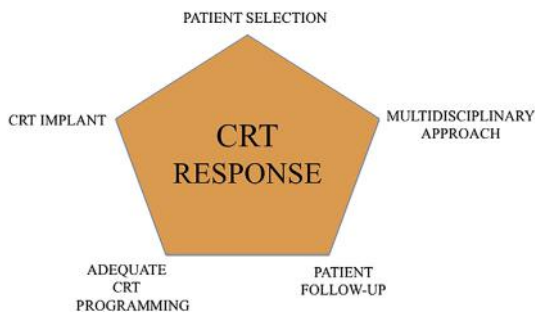 PATIENT SELECTION
CRT IMPLANT
MULTIDISCIPLINARY
APPROACH
CRT
RESPONSE
ADEQUATE
CRT
PROGRAMMING
PATIENT
FOLLOW-UP